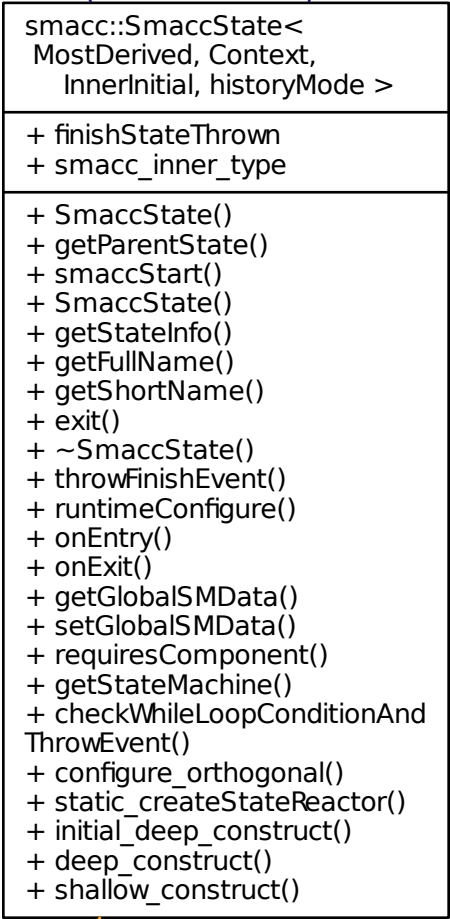 smacc::SmaccState<
MostDerived, Context,
InnerInitial, historyMode >
+ finishStateThrown
+ smacc_inner_type
+ SmaccState()
+ getParentState()
+ smaccStart()
+ SmaccState()
+ getStateInfo()
+ getFullName()
+ getShortName()
+ exit()
+ ~SmaccState()
+ throwFinishEvent()
+ runtimeConfigure()
+ onEntry()
+ onExit()
+ getGlobalSMData()
+ setGlobalSMData()
+ requiresComponent()
+ getStateMachine()
+ checkWhileLoopConditionAnd
ThrowEvent()
+ configure_orthogonal()
+ static_createStateReactor()
+ initial_deep_construct()
+ deep_construct()
+ shallow_construct()